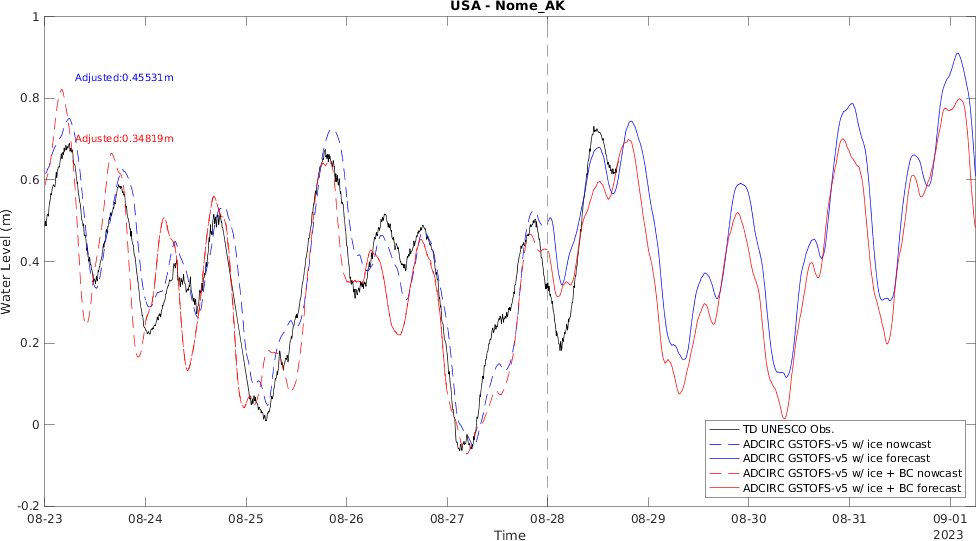 USA - Nome_AK
1
0.8
0.6
0.4
0.2
0
-0.2
Water Level (m)
Adjusted:0.45531m
Adjusted:0.34819m
TD UNESCO Obs.
ADCIRC GSTOFS-v5 w/ ice nowcast
ADCIRC GSTOFS-v5 w/ ice forecast
ADCIRC GSTOFS-v5 w/ ice + BC nowcast
ADCIRC GSTOFS-v5 w/ ice + BC forecast
08-23 08-24 08-25 08-26 08-27 08-28 08-29 08-30 08-31 09-01
2023
Time